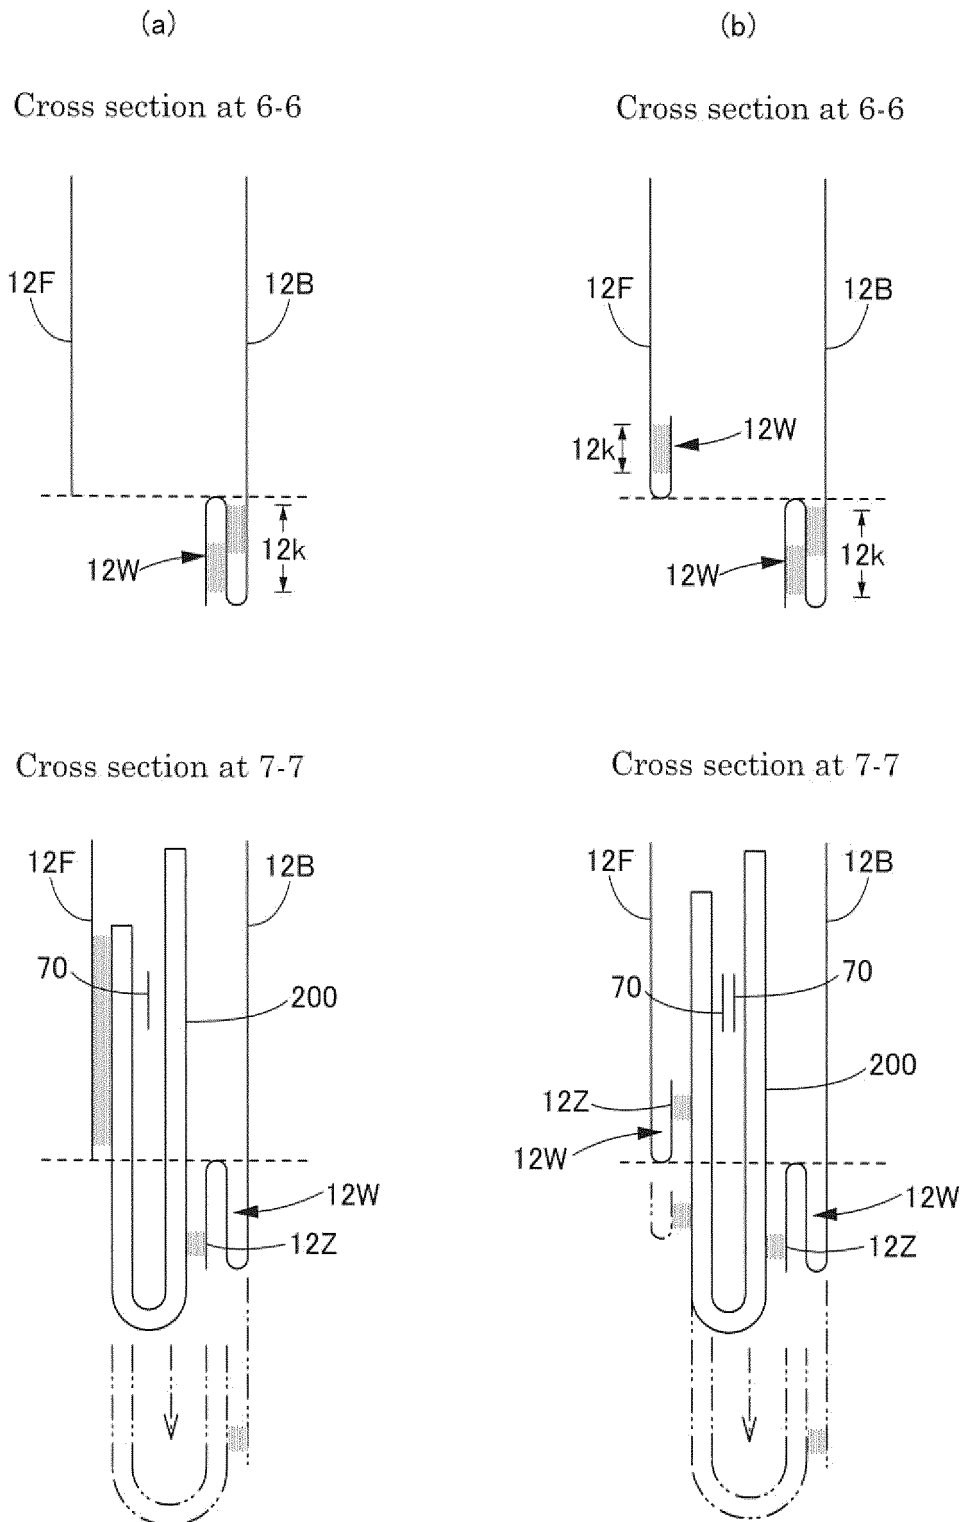 (a)
(b)
Cross section at 6-6
Cross section at 6-6
12F
12B
12F
12B
12k
12W
12W
12k
12W
12k
Cross section at 7-7
Cross section at 7-7
12F
12B
12F
12B
70
200
70
70
200
12Z
12W
12W
12Z
12W
12Z